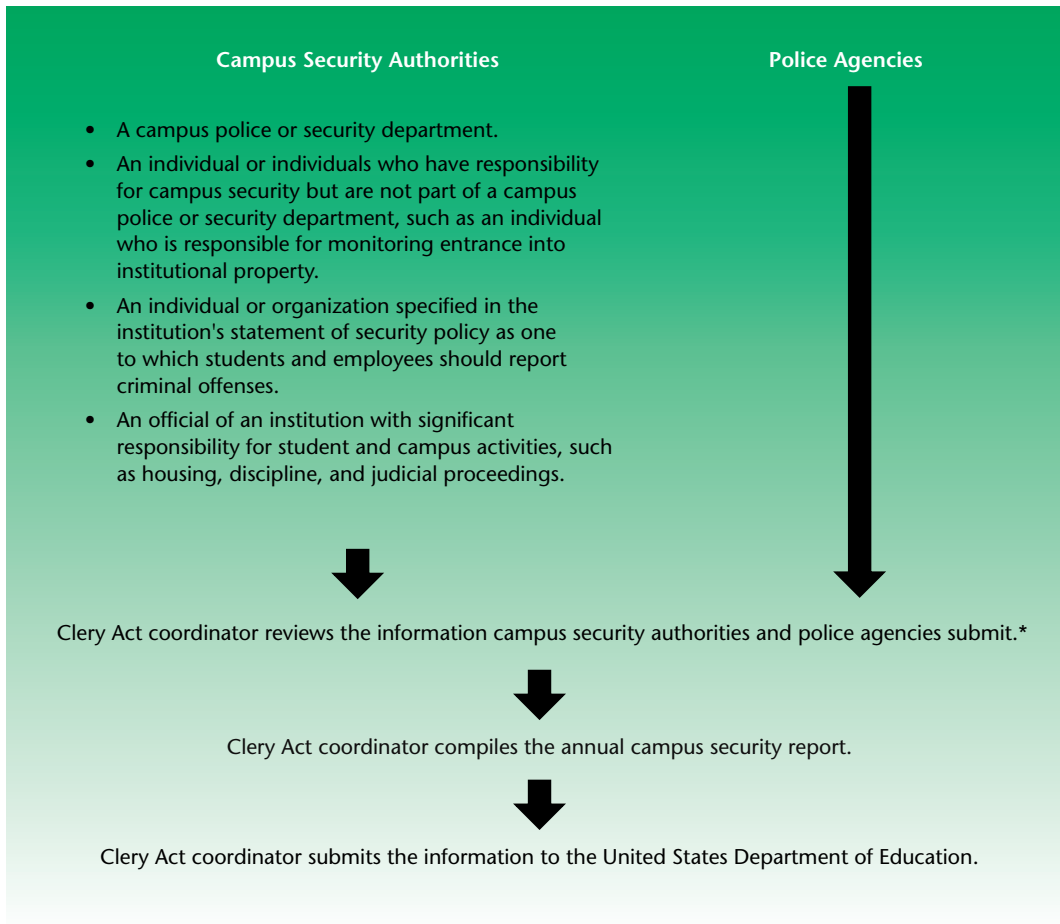 Campus Security Authorities
Police Agencies
• A campus police or security department.
• An individual or individuals who have responsibility
for campus security but are not part of a campus
police or security department, such as an individual
who is responsible for monitoring entrance into
institutional property.
• An individual or organization specified in the
institution's statement of security policy as one
to which students and employees should report
criminal offenses.
• An official of an institution with significant
responsibility for student and campus activities, such
as housing, discipline, and judicial proceedings.
Clery Act coordinator reviews the information campus security authorities and police agencies submit.*
Clery Act coordinator compiles the annual campus security report.
Clery Act coordinator submits the information to the United States Department of Education.